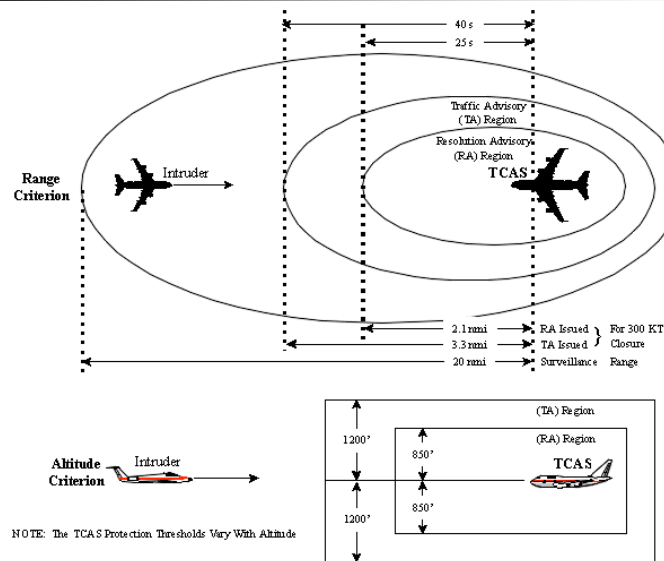 40 s
25 s
Traffic Advisory
(TA) Region
Resolution Advisory
(RA) Region
TCAS
Intruder
Range
Criterion
2.1 nmi RA Issued } For 300 KT
3.3 nmi TA Issued Closure
20 nmi Surveillance Range
(TA) Region
1200'
(RA) Region
850'
Altitude
Criterion
Intruder
TCAS
850'
1200'
NOTE: The TCAS Protection Thresholds Vary With Altitude